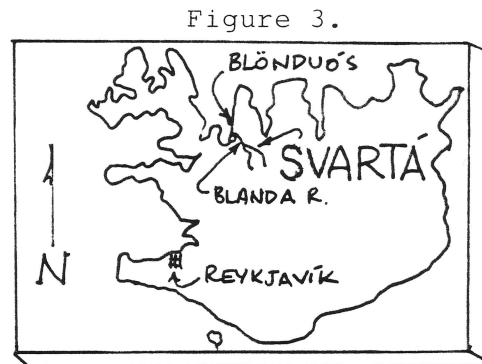 Figure 3.
BLÖNDUÓS
SVARTÁ
BLANDA R.
N
REYKJAVÍK